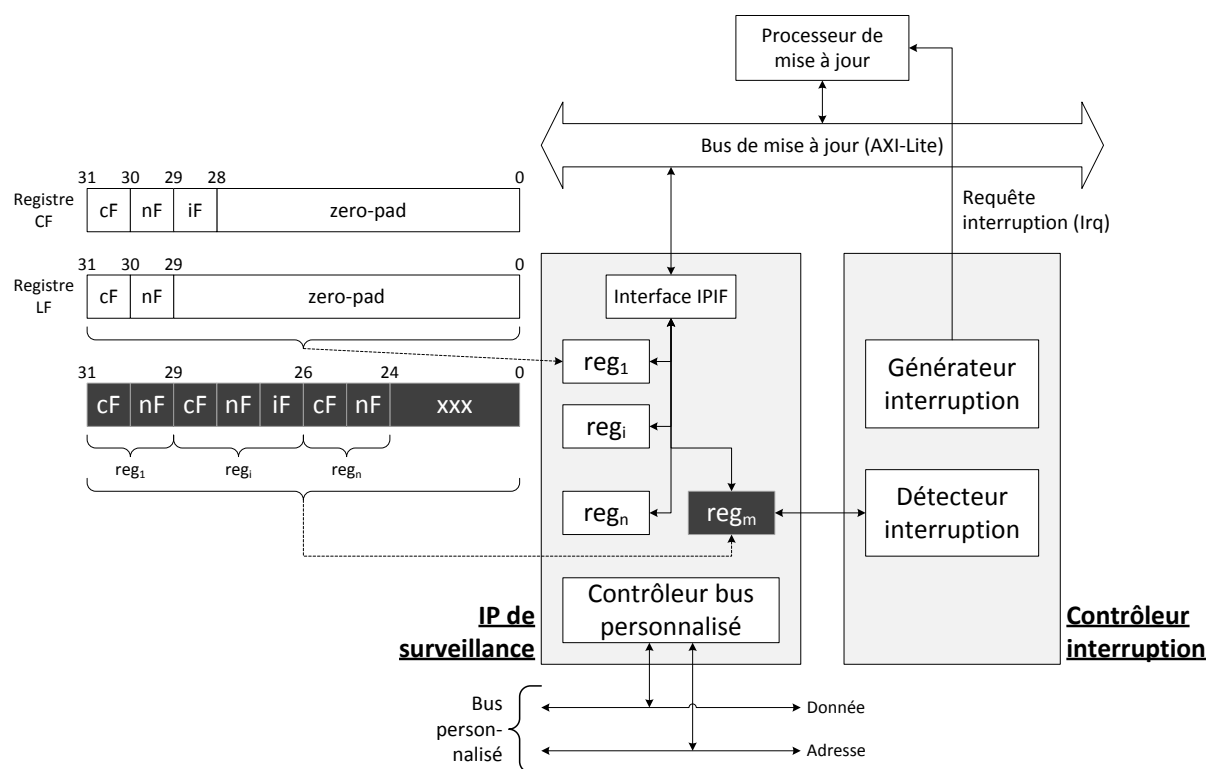 Processeur de
mise à jour
Bus de mise à jour (AXI-Lite)
Requête
interruption (Irq)
31 30 29 28 0
Registre
CF
cF nF iF zero-pad
31 30 29 0
Registre
LF
cF nF zero-pad
31 29 26 24 0
cF nF cF nF iF cF nF xxx
reg₁ regᵢ regₙ
Interface IPIF
reg₁
regᵢ
regₙ
regₘ
Contrôleur bus
personnalisé
IP de
surveillance
Générateur
interruption
Détecteur
interruption
Contrôleur
interruption
Bus
person-
nalisé
Donnée
Adresse